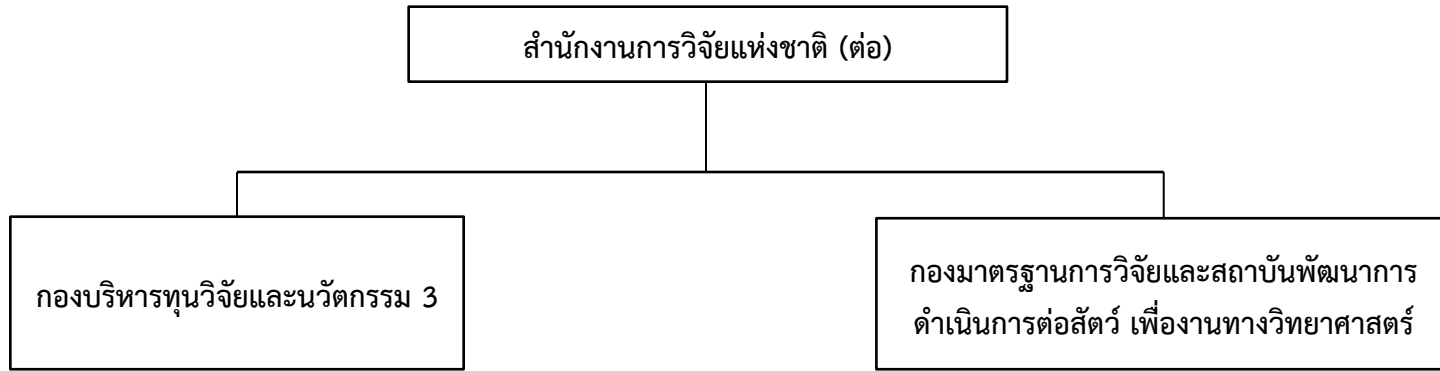 สำนักงานการวิจัยแห่งชาติ (ต่อ)
กองบริหารทุนวิจัยและนวัตกรรม 3
กองมาตรฐานการวิจัยและสถาบันพัฒนาการ
ดำเนินการต่อสัตว์ เพื่องานทางวิทยาศาสตร์